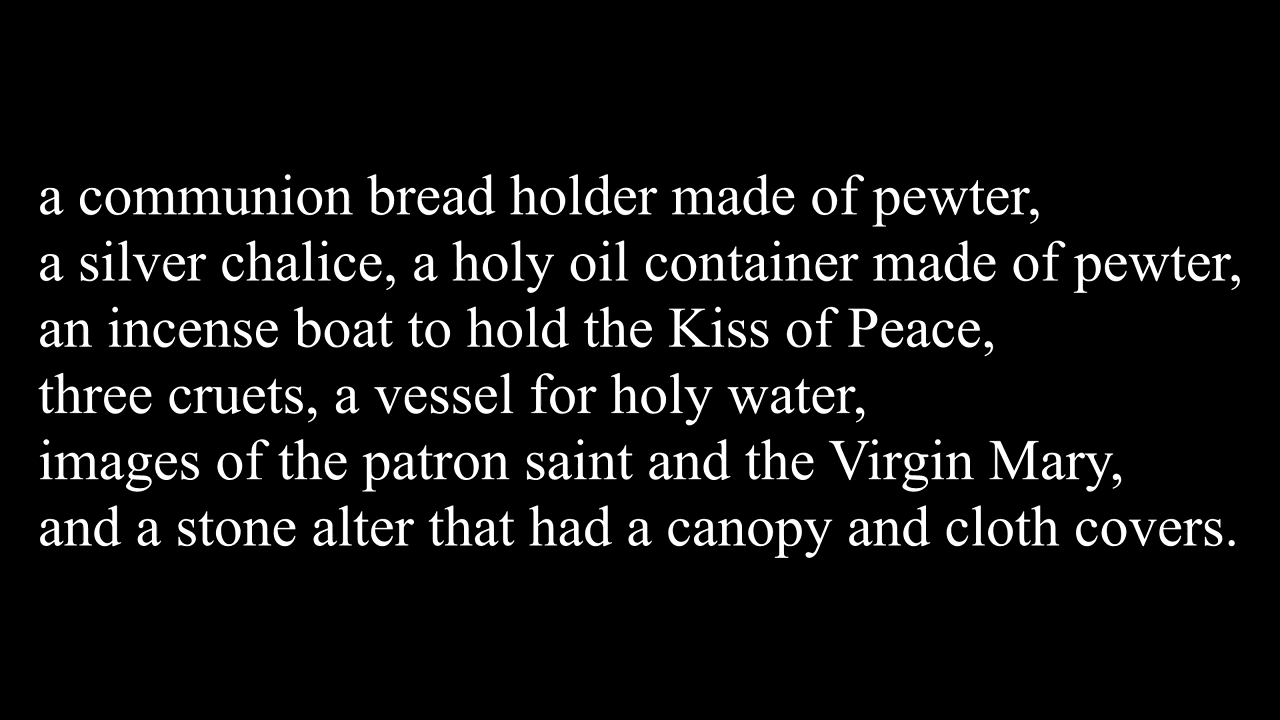 a communion bread holder made of pewter,
a silver chalice, a holy oil container made of pewter,
an incense boat to hold the Kiss of Peace,
three cruets, a vessel for holy water,
images of the patron saint and the Virgin Mary,
and a stone alter that had a canopy and cloth covers.